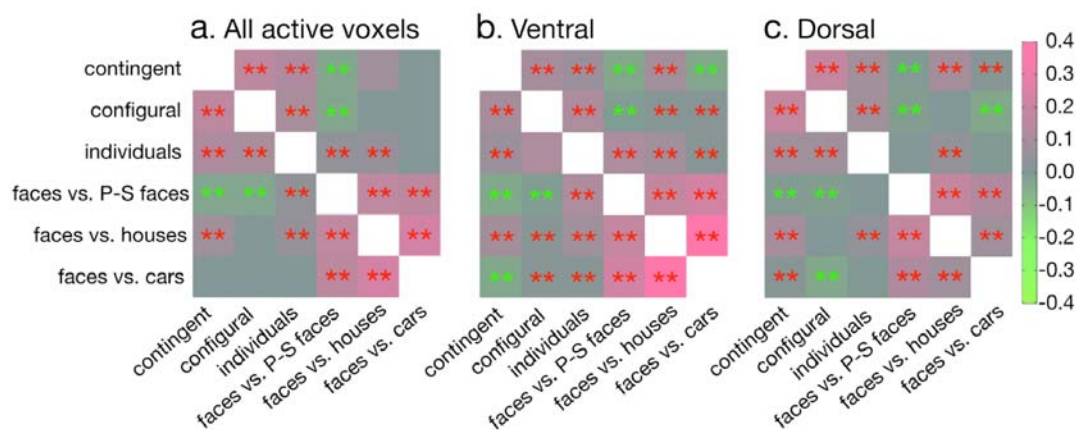 a. All active voxels
b. Ventral
c. Dorsal
contingent
configural
individuals
faces vs. P-S faces
faces vs. houses
faces vs. cars
** ** **
** ** **
** ** ** **
** ** ** ** **
** ** ** **
** **
contingent
configural
individuals
faces vs. P-S faces
faces vs. houses
faces vs. cars
** ** ** ** **
** ** ** ** **
** ** ** **
** ** ** ** **
** ** ** ** **
** ** ** ** **
contingent
configural
individuals
faces vs. P-S faces
faces vs. houses
faces vs. cars
** ** ** ** **
** ** ** **
** ** **
** ** ** **
** ** ** **
** ** ** **
contingent
configural
individuals
faces vs. P-S faces
faces vs. houses
faces vs. cars
0.4
0.3
0.2
0.1
0.0
-0.1
-0.2
-0.3
-0.4